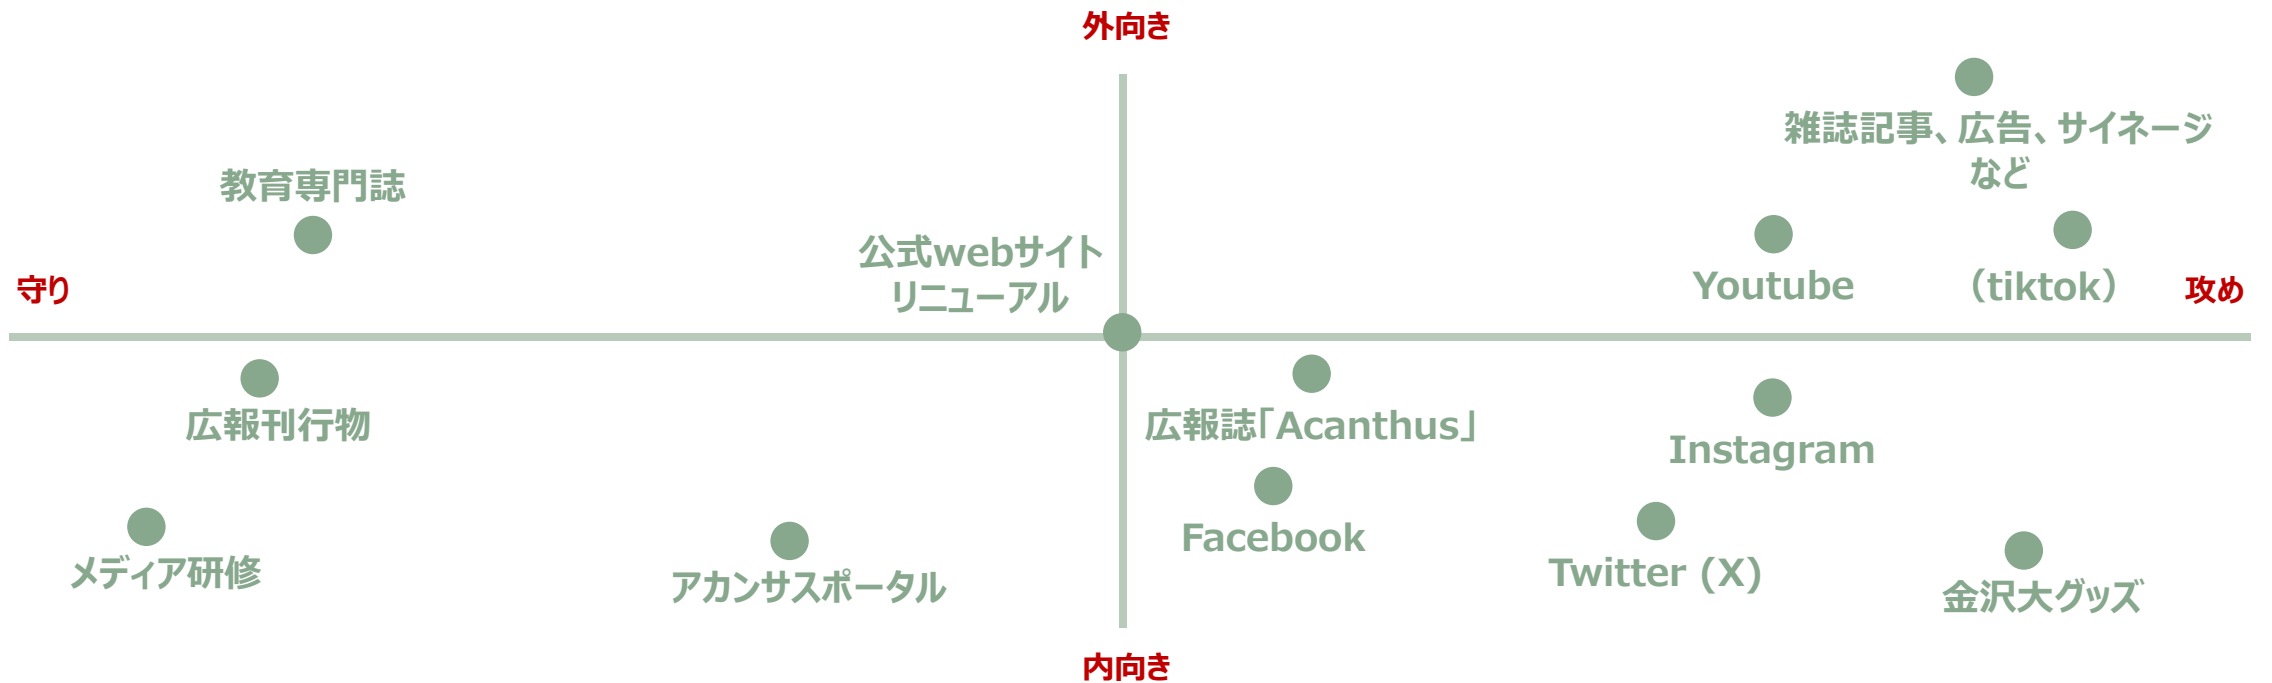 外向き
雑誌記事、広告、サイネージ
など
教育専門誌
公式webサイト
リニューアル
守り
Youtube
（tiktok）
攻め
広報刊行物
広報誌「Acanthus」
Instagram
Facebook
メディア研修
アカンサスポータル
Twitter (X)
金沢大グッズ
内向き